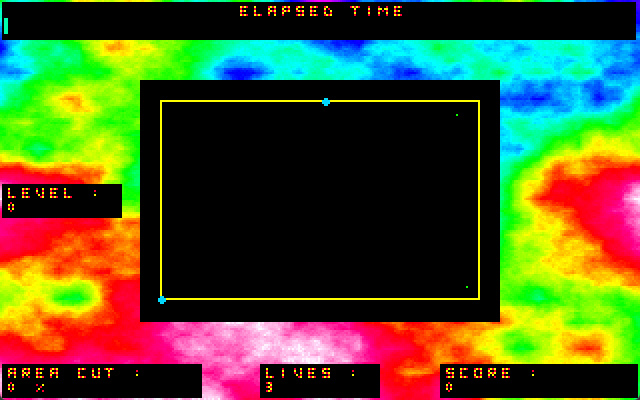 ELAPSED TIME
LEVEL :
0
AREA CUT :
0 %
LIVES :
3
SCORE :
0